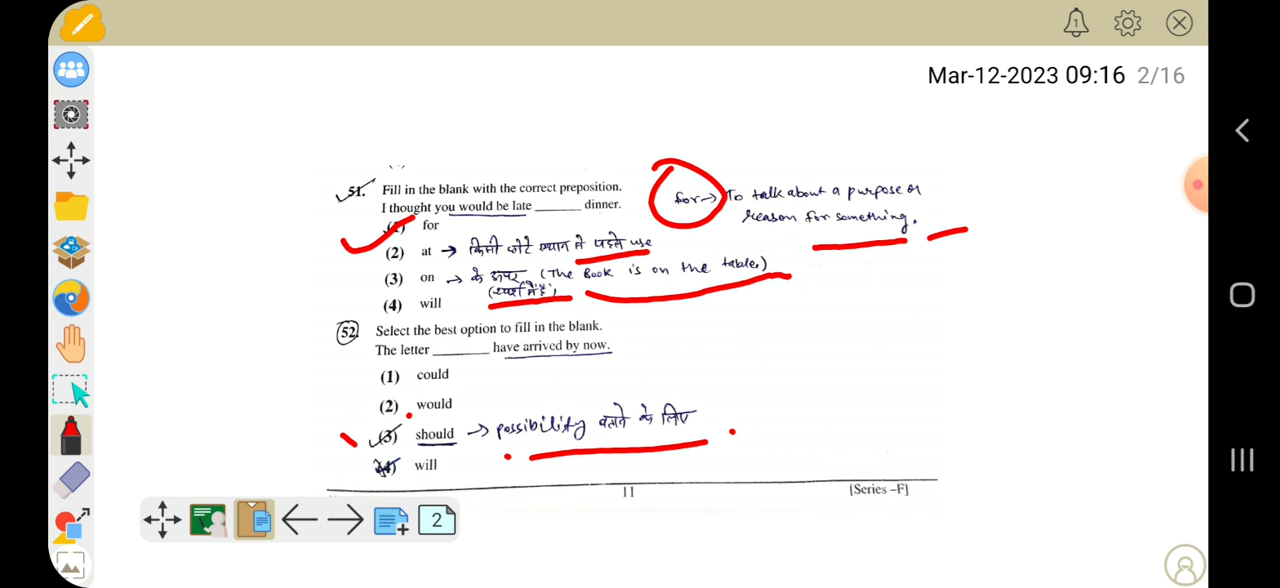 Mar-12-2023 09:16 2/16
51. Fill in the blank with the correct preposition.
I thought you would be late ______ dinner.
for → To talk about a purpose or
reason for something.
(1) for
(2) at → किसी छोटे स्थान से पहले use
(3) on → के ऊपर (The Book is on the table)
(स्पर्श में है)
(4) will
52. Select the best option to fill in the blank.
The letter ______ have arrived by now.
(1) could
(2) would
(3) should → possibility बताने के लिए
(4) will
11 [Series –F]
2
1